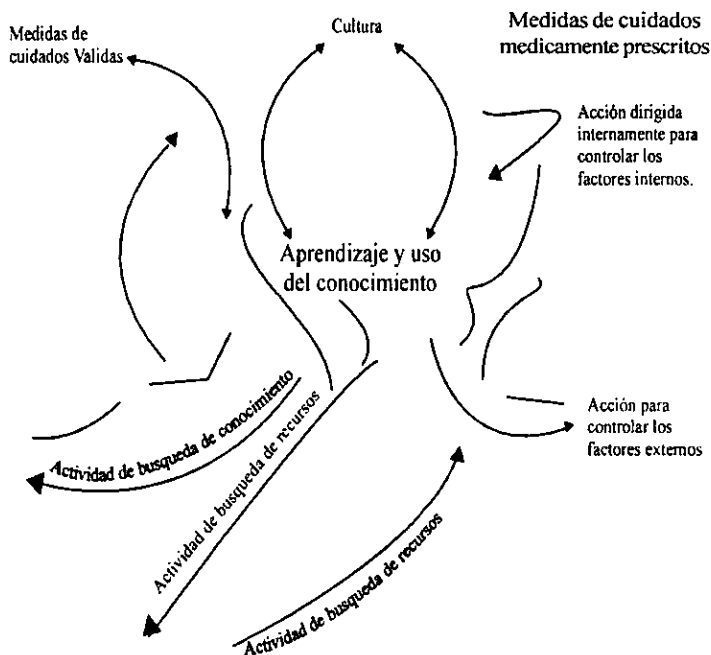 Medidas de
cuidados Validas
Cultura
Medidas de cuidados
medicamente prescritos
Acción dirigida
internamente para
controlar los
factores internos.
Aprendizaje y uso
del conocimiento
Actividad de busqueda de conocimiento
Actividad de busqueda de recursos
Actividad de busqueda de recursos
Acción para
controlar los
factores externos